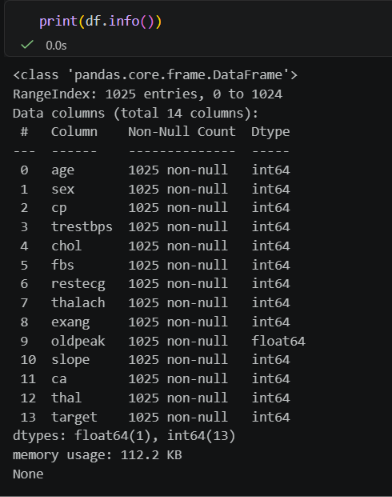 print(df.info())
0.0s
<class 'pandas.core.frame.DataFrame'>
RangeIndex: 1025 entries, 0 to 1024
Data columns (total 14 columns):
 #   Column    Non-Null Count  Dtype
---  ------    --------------  -----
 0   age       1025 non-null   int64
 1   sex       1025 non-null   int64
 2   cp        1025 non-null   int64
 3   trestbps  1025 non-null   int64
 4   chol      1025 non-null   int64
 5   fbs       1025 non-null   int64
 6   restecg   1025 non-null   int64
 7   thalach   1025 non-null   int64
 8   exang     1025 non-null   int64
 9   oldpeak   1025 non-null   float64
 10  slope     1025 non-null   int64
 11  ca        1025 non-null   int64
 12  thal      1025 non-null   int64
 13  target    1025 non-null   int64
dtypes: float64(1), int64(13)
memory usage: 112.2 KB
None